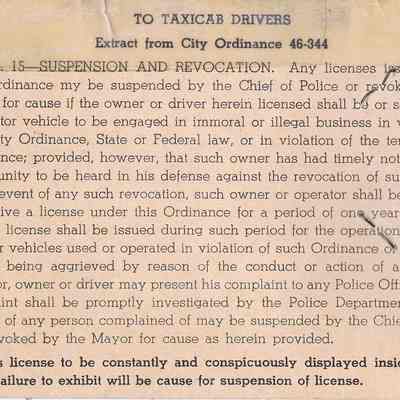 TO TAXICAB DRIVERS
Extract from City Ordinance 46-344
. 15—SUSPENSION AND REVOCATION. Any licenses iss
rdinance my be suspended by the Chief of Police or revok
for cause if the owner or driver herein licensed shall be or s
tor vehicle to be engaged in immoral or illegal business in v
ty Ordinance, State or Federal law, or in violation of the ter
ance; provided, however, that such owner has had timely not
unity to be heard in his defense against the revocation of su
event of any such revocation, such owner or operator shall be
ive a license under this Ordinance for a period of one year
license shall be issued during such period for the operation
r vehicles used or operated in violation of such Ordinance or
being aggrieved by reason of the conduct or action of a
or, owner or driver may present his complaint to any Police Offi
int shall be promptly investigated by the Police Departmen
of any person complained of may be suspended by the Chie
voked by the Mayor for cause as herein provided.
s license to be constantly and conspicuously displayed insid
ailure to exhibit will be cause for suspension of license.